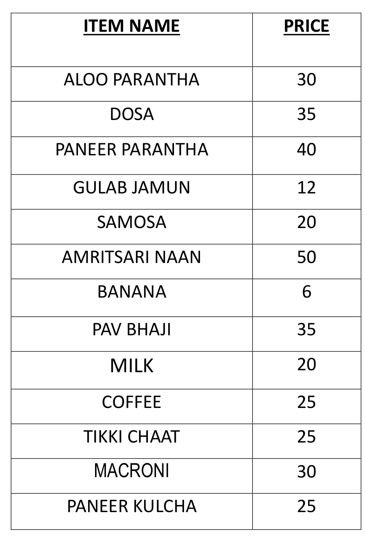 ITEM NAME PRICE
ALOO PARANTHA 30
DOSA 35
PANEER PARANTHA 40
GULAB JAMUN 12
SAMOSA 20
AMRITSARI NAAN 50
BANANA 6
PAV BHAJI 35
MILK 20
COFFEE 25
TIKKI CHAAT 25
MACRONI 30
PANEER KULCHA 25